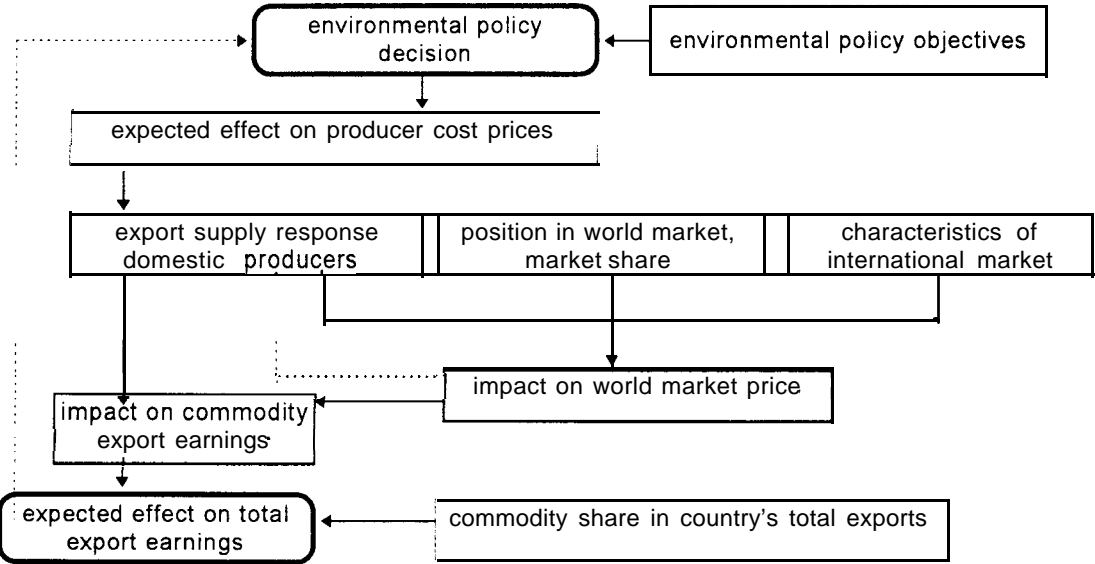 environmental policy
decision
environmental policy objectives
expected effect on producer cost prices
export supply response
domestic producers
position in world market,
market share
characteristics of
international market
impact on world market price
impact on commodity
export earnings
expected effect on total
export earnings
commodity share in country's total exports